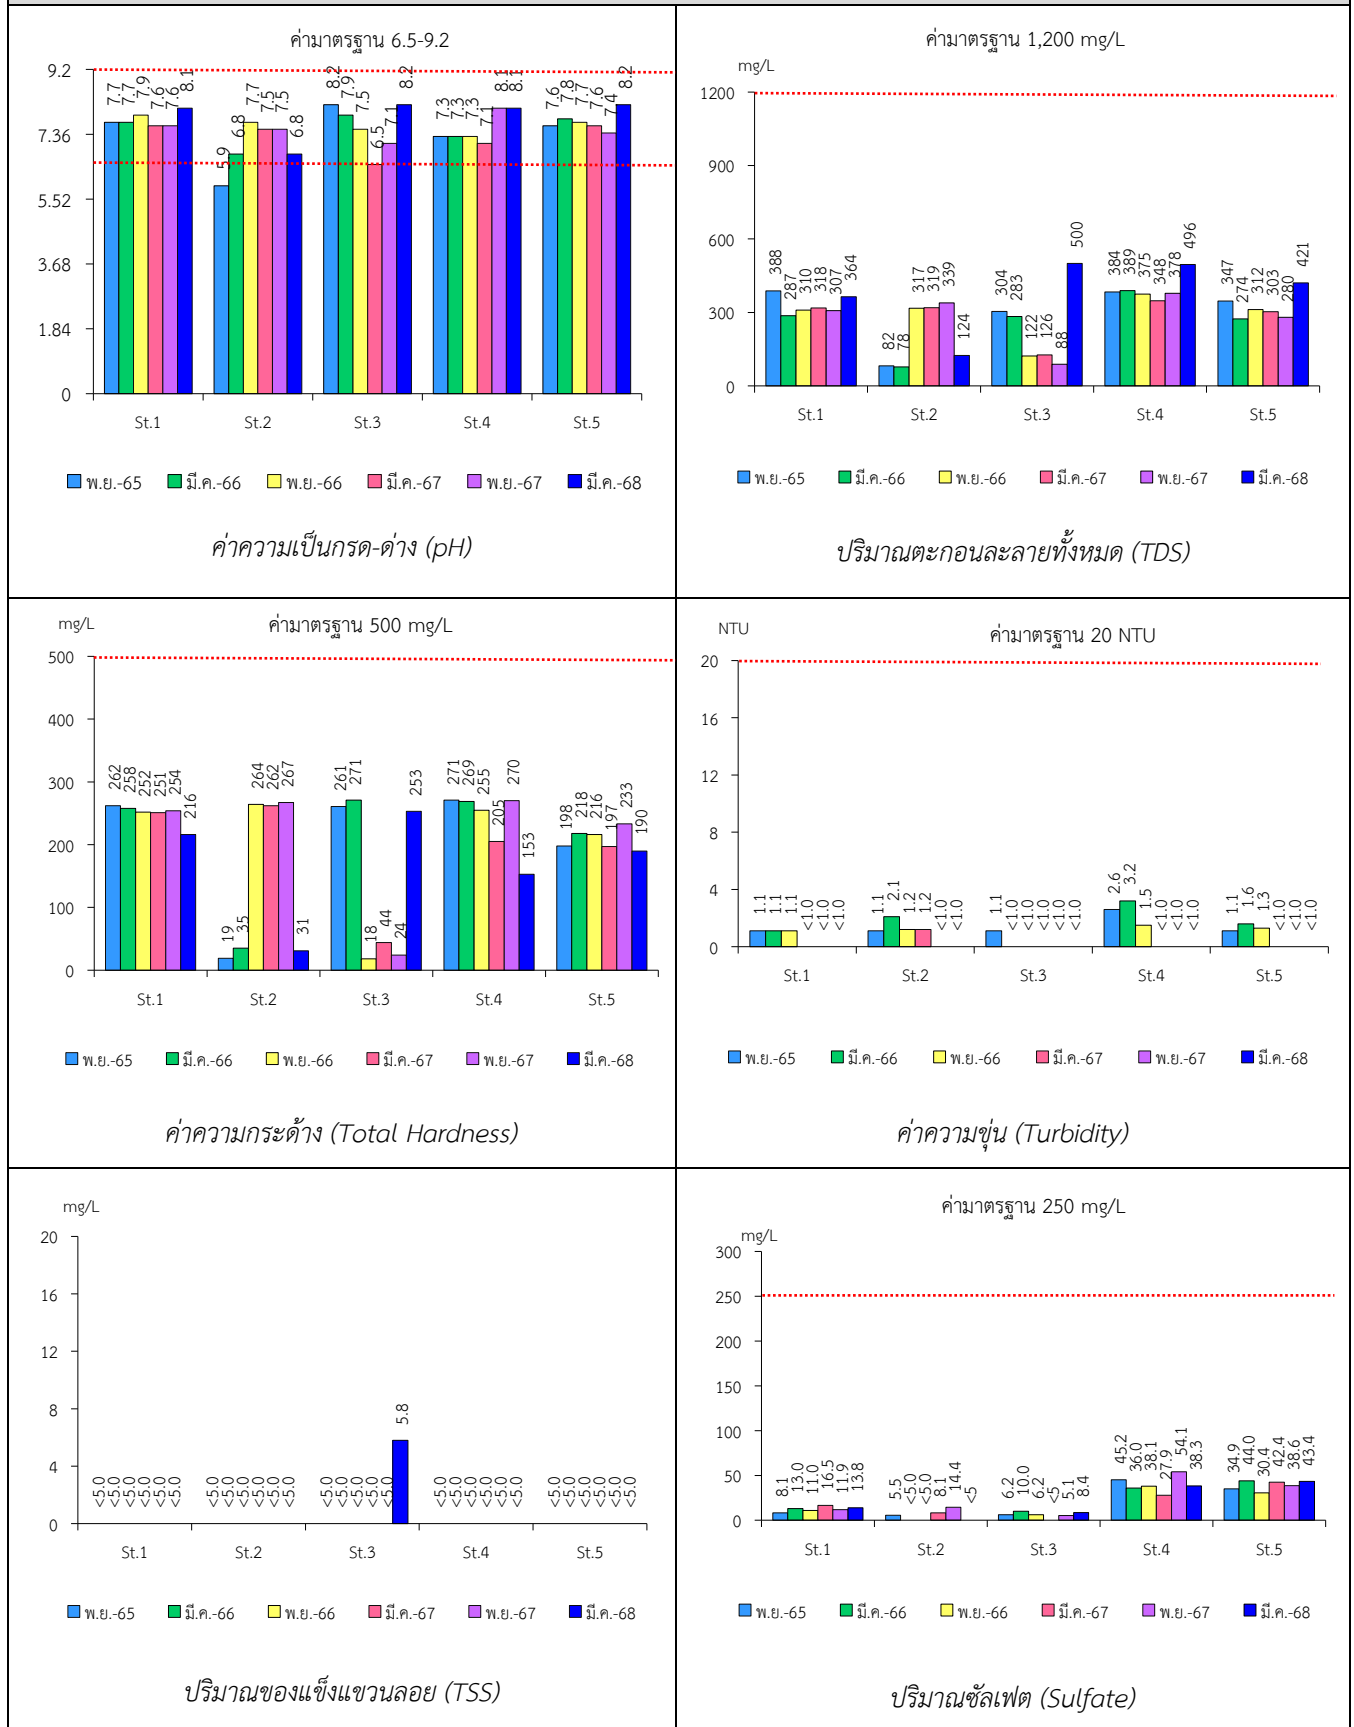 ค่ามาตรฐาน 6.5-9.2
9.2
7.36
5.52
3.68
1.84
0
7.7 7.7 7.9 7.6 7.6 8.1
5.9 6.8 7.7 7.5 7.5 6.8
8.2 7.9 7.5 6.5 7.1 8.2
7.3 7.3 7.3 7.1 8.1 8.1
7.6 7.8 7.7 7.6 7.4 8.2
St.1 St.2 St.3 St.4 St.5
พ.ย.-65 มี.ค.-66 พ.ย.-66 มี.ค.-67 พ.ย.-67 มี.ค.-68
ค่าความเป็นกรด-ด่าง (pH)
ค่ามาตรฐาน 1,200 mg/L
mg/L
1200
900
600
300
0
388 287 310 318 307 364
82 78 317 319 339 124
304 283 122 126 88 500
384 389 375 348 378 496
347 274 312 303 280 421
St.1 St.2 St.3 St.4 St.5
พ.ย.-65 มี.ค.-66 พ.ย.-66 มี.ค.-67 พ.ย.-67 มี.ค.-68
ปริมาณตะกอนละลายทั้งหมด (TDS)
mg/L
ค่ามาตรฐาน 500 mg/L
500
400
300
200
100
0
262 258 252 251 254 216
19 35 264 262 267 31
261 271 18 44 24 253
271 269 255 205 270 153
198 218 216 197 233 190
St.1 St.2 St.3 St.4 St.5
พ.ย.-65 มี.ค.-66 พ.ย.-66 มี.ค.-67 พ.ย.-67 มี.ค.-68
ค่าความกระด้าง (Total Hardness)
NTU
ค่ามาตรฐาน 20 NTU
20
16
12
8
4
0
1.1 1.1 1.1 <1.0 <1.0 <1.0
1.1 2.1 1.2 1.2 <1.0 <1.0
1.1 <1.0 <1.0 <1.0 <1.0 <1.0
2.6 3.2 1.5 <1.0 <1.0 <1.0
1.1 1.6 1.3 <1.0 <1.0 <1.0
St.1 St.2 St.3 St.4 St.5
พ.ย.-65 มี.ค.-66 พ.ย.-66 มี.ค.-67 พ.ย.-67 มี.ค.-68
ค่าความขุ่น (Turbidity)
mg/L
20
16
12
8
4
0
<5.0 <5.0 <5.0 <5.0 <5.0 <5.0
<5.0 <5.0 <5.0 <5.0 <5.0 <5.0
<5.0 <5.0 <5.0 <5.0 <5.0 5.8
<5.0 <5.0 <5.0 <5.0 <5.0 <5.0
<5.0 <5.0 <5.0 <5.0 <5.0 <5.0
St.1 St.2 St.3 St.4 St.5
พ.ย.-65 มี.ค.-66 พ.ย.-66 มี.ค.-67 พ.ย.-67 มี.ค.-68
ปริมาณของแข็งแขวนลอย (TSS)
ค่ามาตรฐาน 250 mg/L
mg/L
300
250
200
150
100
50
0
8.1 13.0 11.0 16.5 11.9 13.8
5.5 <5.0 <5.0 8.1 14.4 <5
6.2 10.0 6.2 <5 5.1 8.4
45.2 36.0 38.1 27.9 54.1 38.3
34.9 44.0 30.4 42.4 38.6 43.4
St.1 St.2 St.3 St.4 St.5
พ.ย.-65 มี.ค.-66 พ.ย.-66 มี.ค.-67 พ.ย.-67 มี.ค.-68
ปริมาณซัลเฟต (Sulfate)